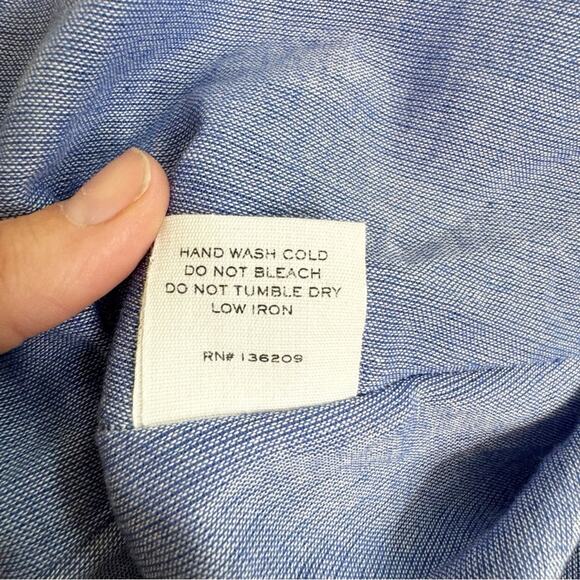 HAND WASH COLD
DO NOT BLEACH
DO NOT TUMBLE DRY
LOW IRON
RN# 136209